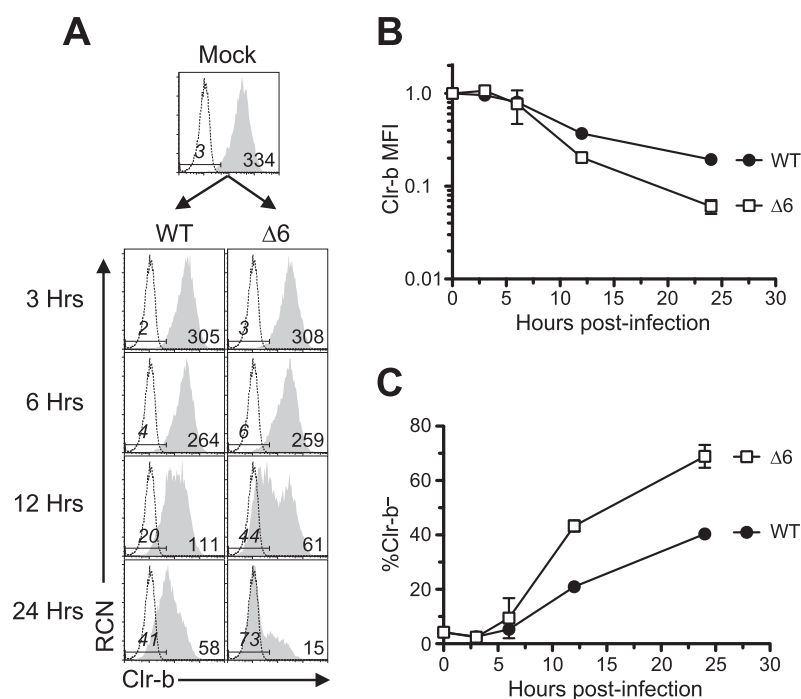 A
Mock
3
334
WT
Δ6
3 Hrs
2
305
3
308
6 Hrs
4
264
6
259
12 Hrs
20
111
44
61
24 Hrs
41
58
73
15
RCN
Clr-b
B
Clr-b MFI
1.0
0.1
0.01
WT
Δ6
0 5 10 15 20 25 30
Hours post-infection
C
%Clr-b–
80
60
40
20
0
Δ6
WT
0 5 10 15 20 25 30
Hours post-infection